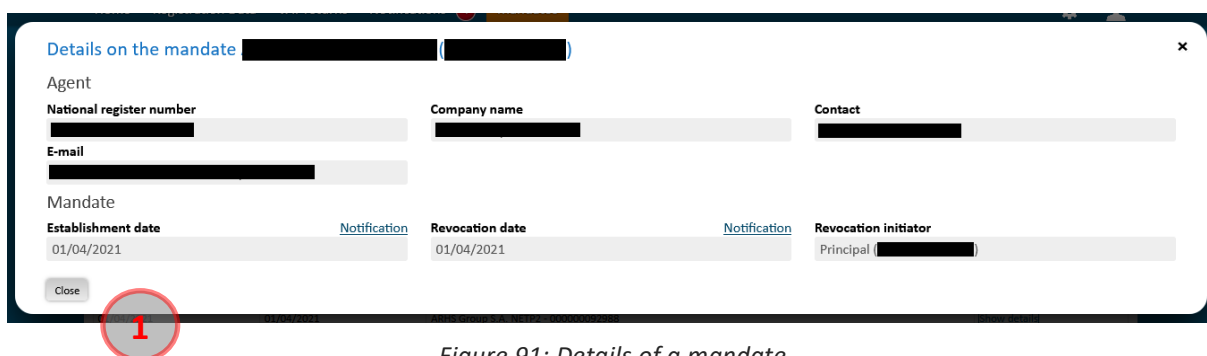 Details on the mandate ( )
×
Agent
National register number Company name Contact
E-mail
Mandate
Establishment date Notification Revocation date Notification Revocation initiator
01/04/2021 01/04/2021 Principal ( )
Close
01/04/2021 ARHS Group S.A. NETP2 - 000000092988 Show details
1
Figure 91: Details of a mandate